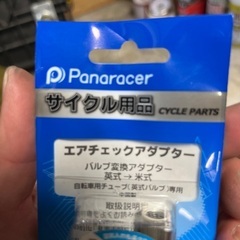 Panaracer
サイクル用品 CYCLE PARTS
エアチェックアダプター
バルブ変換アダプター
英式→米式
自転車用チューブ(英式バルブ)専用
取扱説明